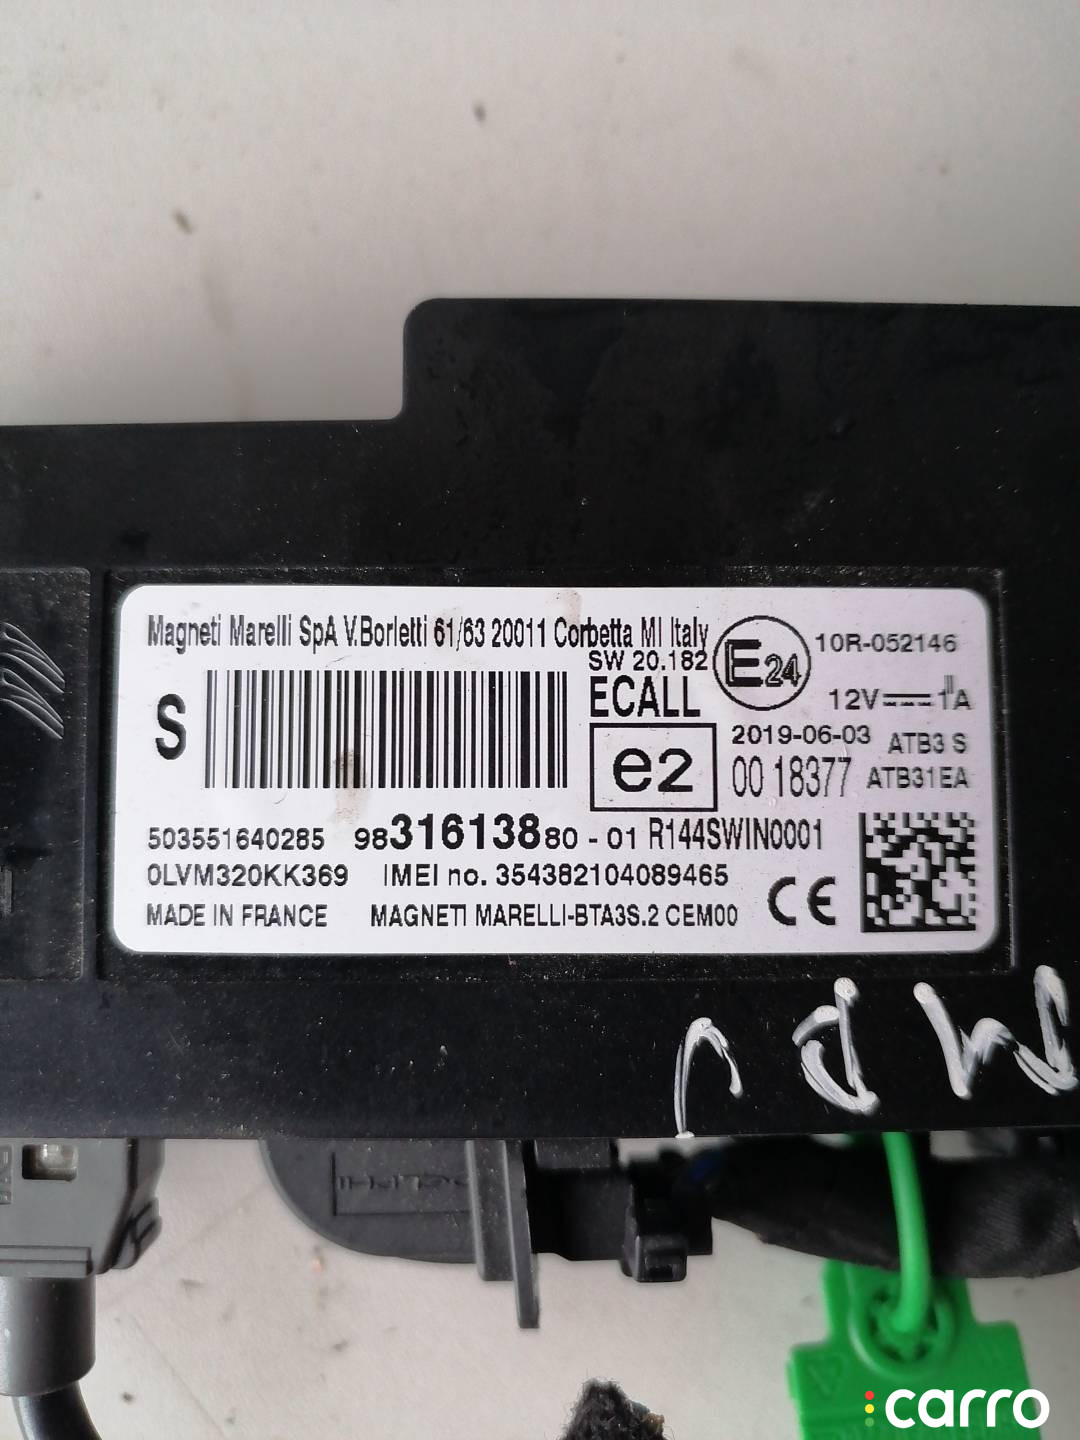 Magneti Marelli SpA V.Borletti 61/63 20011 Corbetta MI Italy
SW 20.182
E24
10R-052146
S
ECALL
12V 1A
e2
2019-06-03
ATB3 S
00 18377
ATB31EA
503551640285 9831613880-01 R144SWIN0001
0LVM320KK369 IMEI no. 354382104089465
MADE IN FRANCE MAGNETI MARELLI-BTA3S.2 CEM00
CE
DELPHI
carro